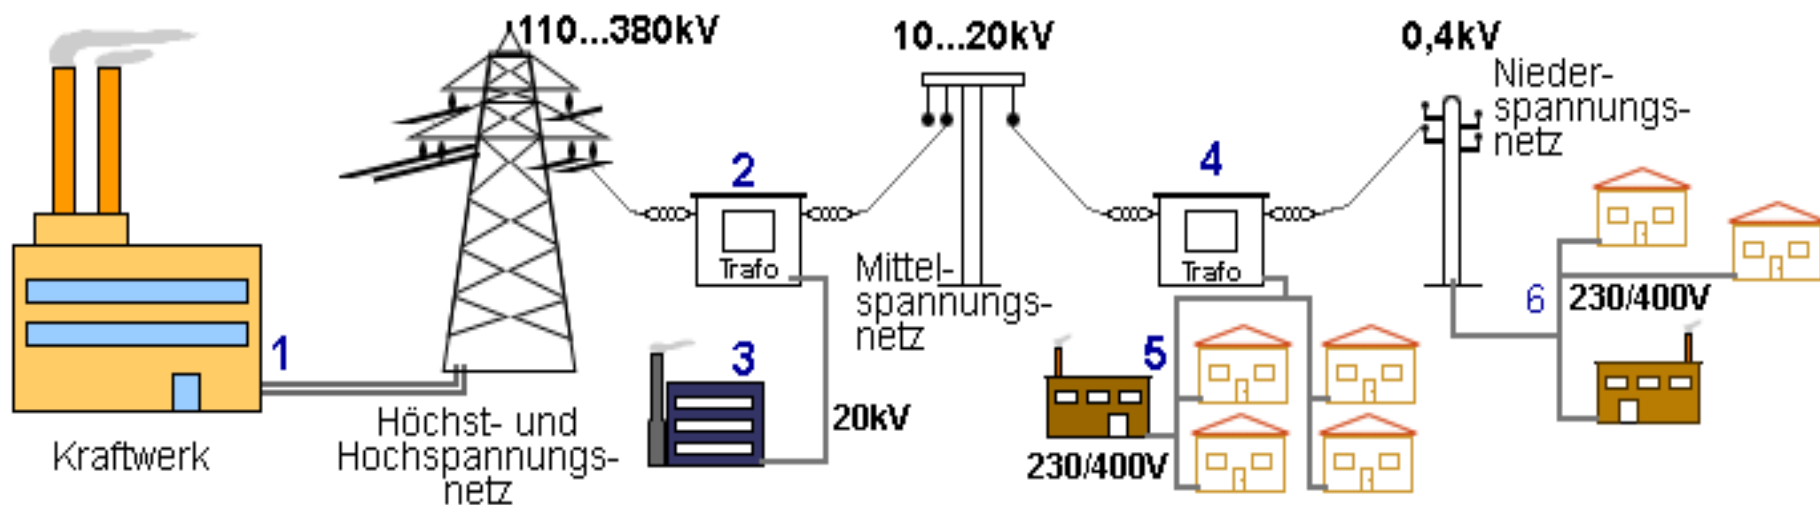 110...380kV
10...20kV
0,4kV
Nieder-
spannungs-
netz
2
4
Trafo
Trafo
Mittel-
spannungs-
netz
6
230/400V
1
3
5
20kV
230/400V
Kraftwerk
Höchst- und
Hochspannungs-
netz